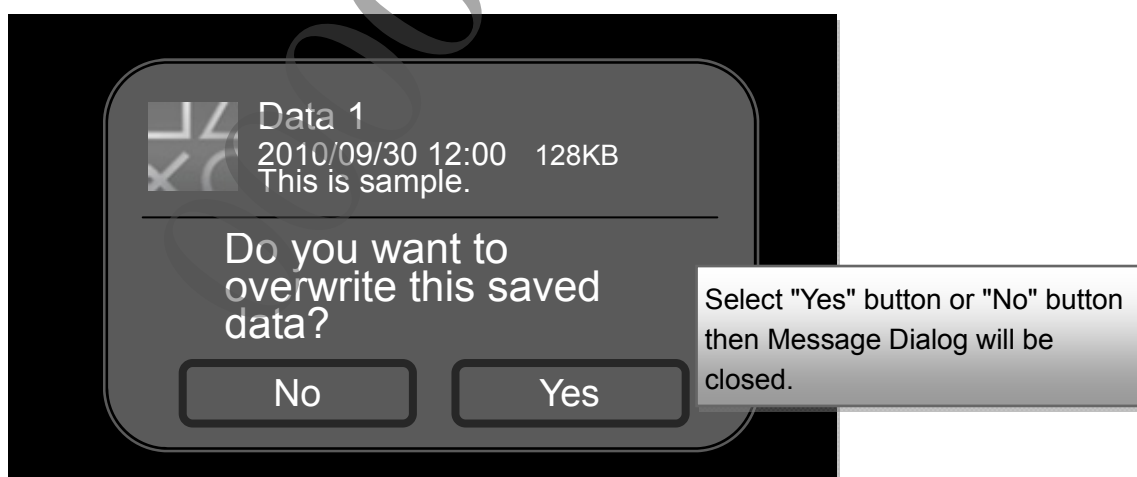 Data 1
2010/09/30 12:00 128KB
This is sample.
Do you want to
overwrite this saved
data?
No Yes
Select "Yes" button or "No" button
then Message Dialog will be
closed.